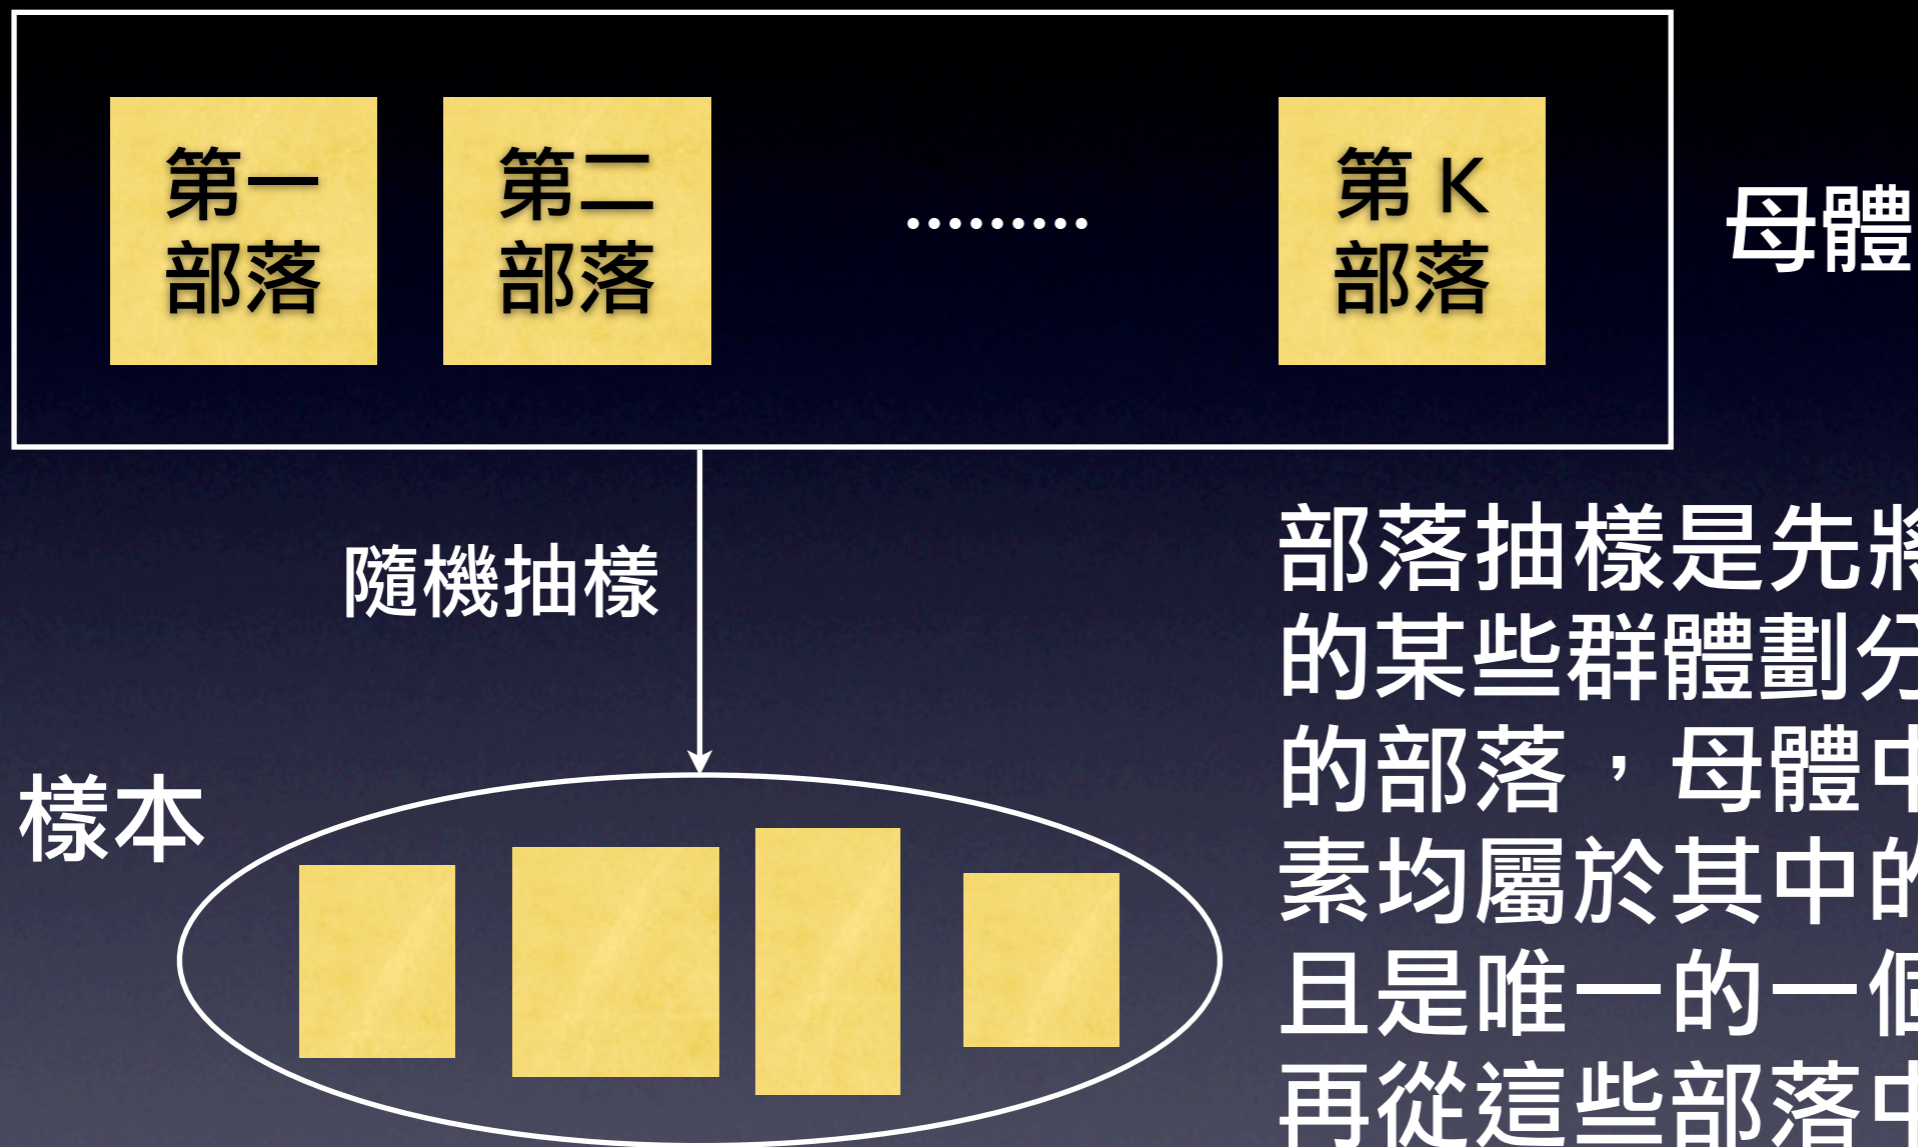 第一
部落
第二
部落
.........
第 K
部落
母體
隨機抽樣
樣本
部落抽樣是先
的某些群體劃
的部落，母體
素均屬於其中
且是唯一的一
再從這些部落